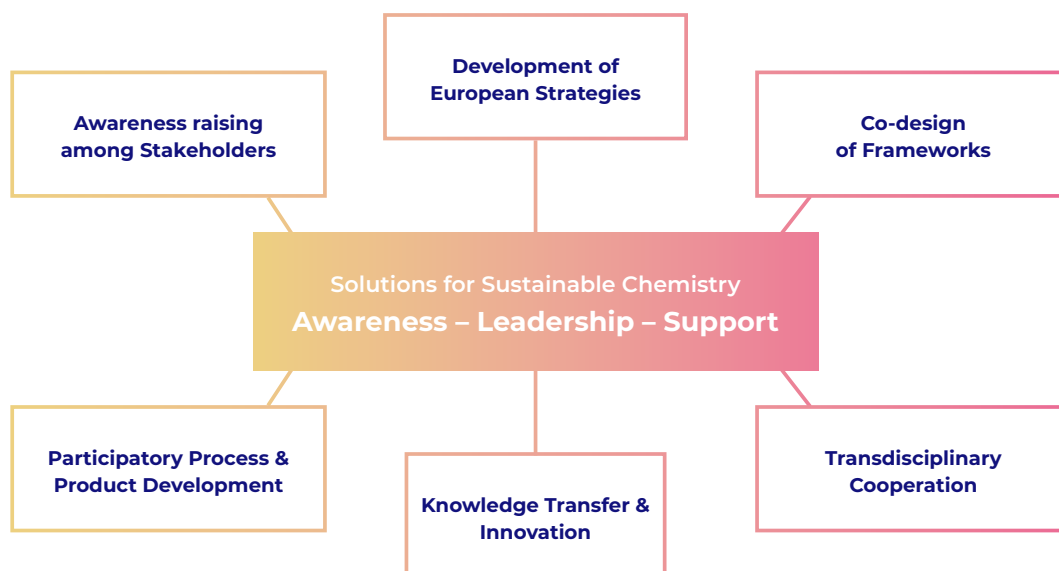 Development of
European Strategies
Awareness raising
among Stakeholders
Co-design
of Frameworks
Solutions for Sustainable Chemistry
Awareness – Leadership – Support
Participatory Process &
Product Development
Knowledge Transfer &
Innovation
Transdisciplinary
Cooperation